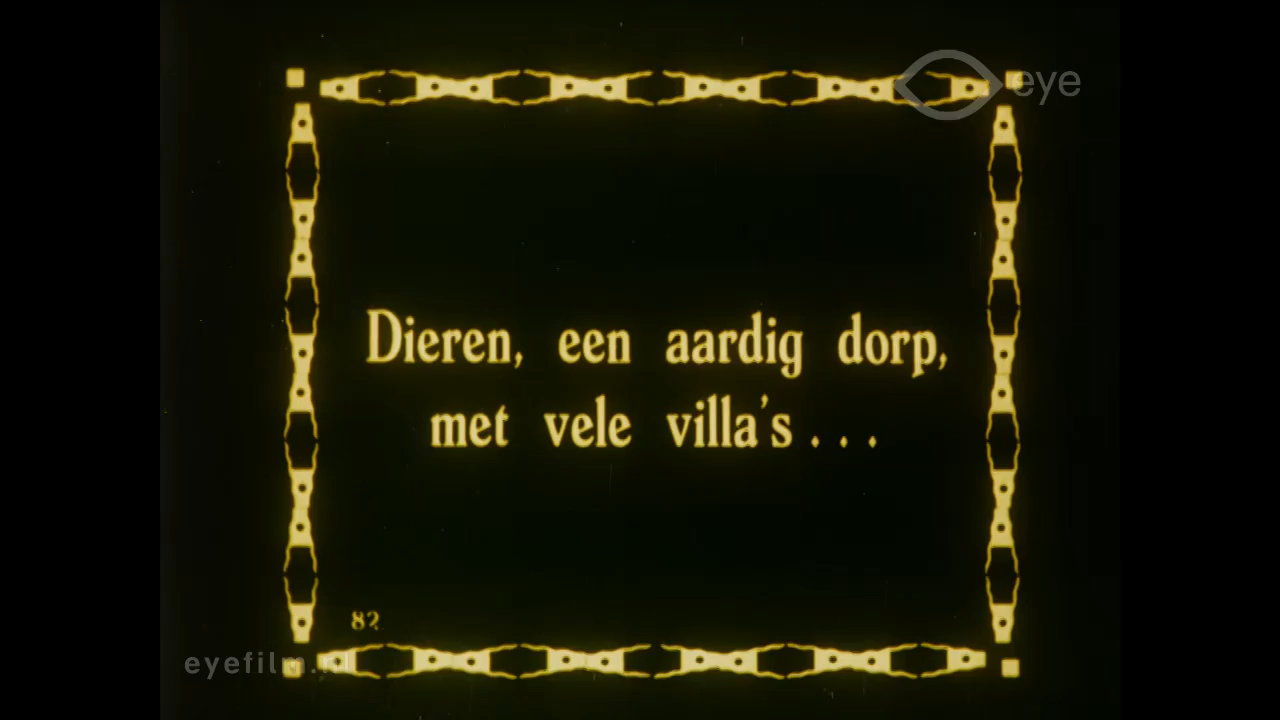 eye
Dieren, een aardig dorp,
met vele villa's . . .
82
eyefilm.nl